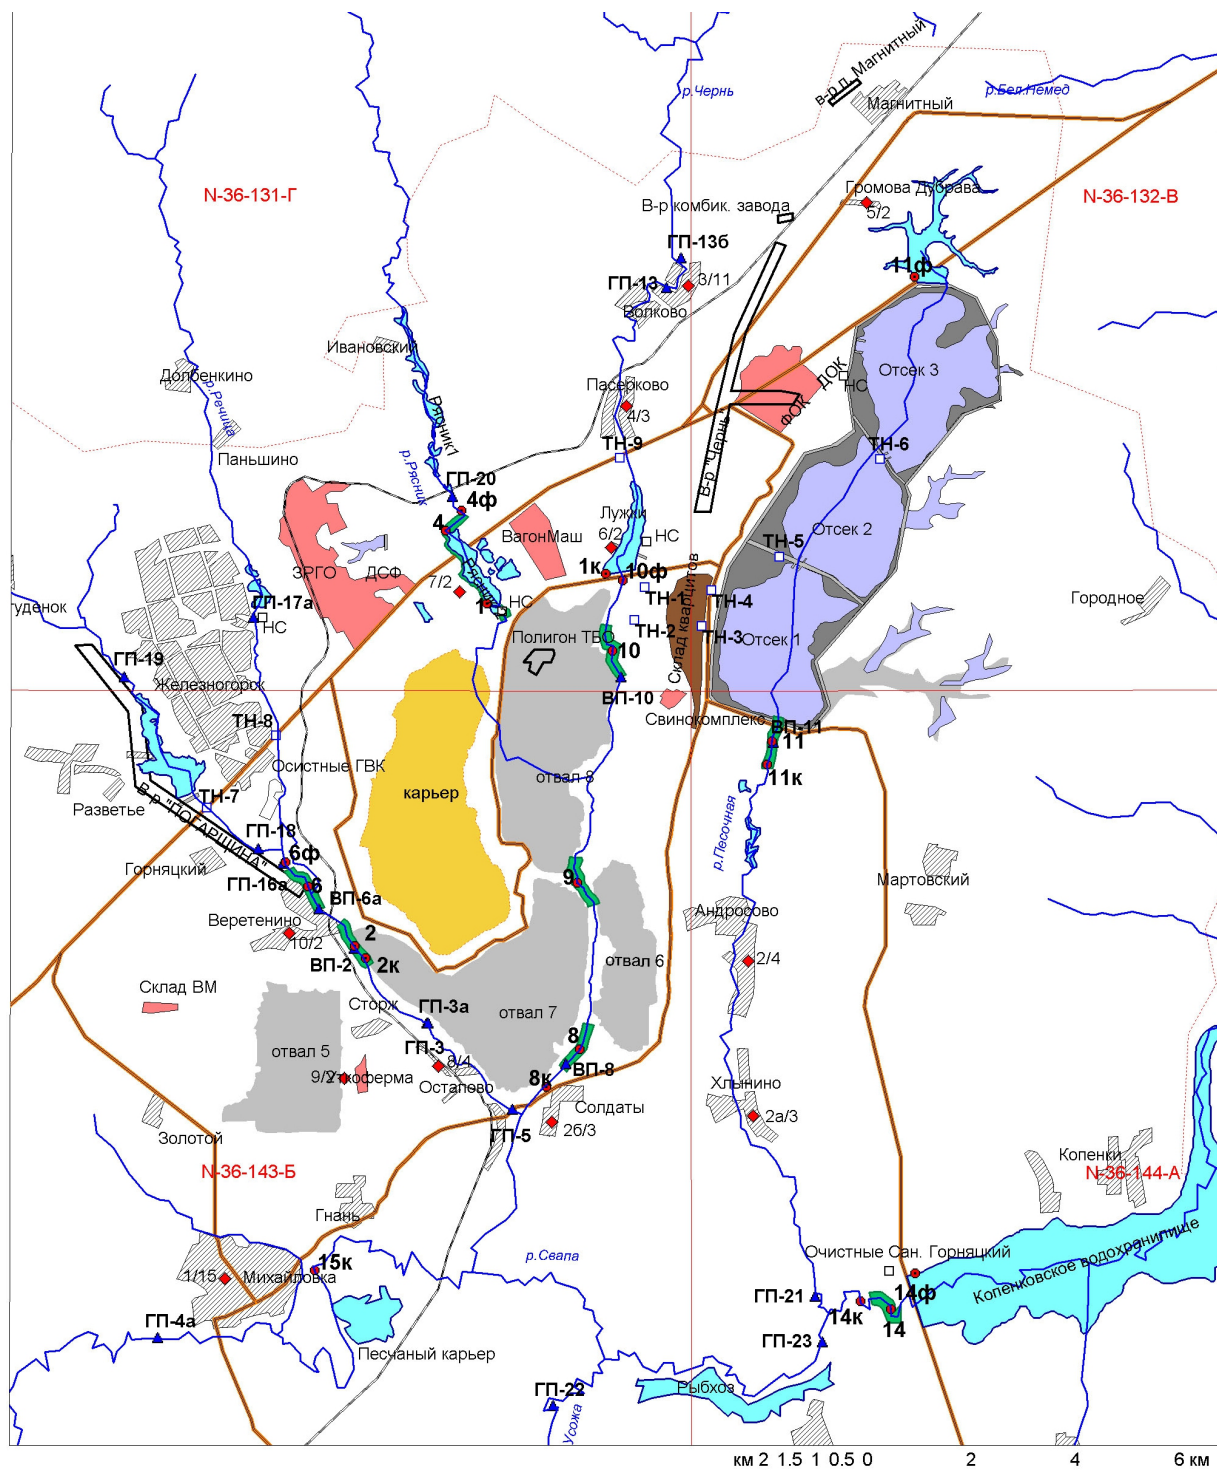 в-р п. Магнитный
р.Чернь
р.Бел.Немед
Магнитный
N-36-131-Г
Громова Дубрава
N-36-132-В
5/2
В-р комбик. завода
ГП-13б
11ф
ГП-13
3/11
Волково
Ивановский
Долбенкино
р.Речица
Пасерково
4/3
ФОК
ДОК
НС
Отсек 3
Рясник1
ТН-9
В-р "Чернь"
ТН-6
Паньшино
р.Рясник
ГП-20
4ф
4
Лужки
6/2
НС
ВагонМаш
Отсек 2
ТН-5
ЗРГО
ДСФ
7/2
1к
10ф
НС
ТН-1
ТН-4
Городное
ГП-17а
НС
Полигон ТБО
ТН-2
ТН-3
Склад кварцитов
Отсек 1
10
ГП-19
Железногорск
ВП-10
Свинокомплекс
ТН-8
ВП-11
11
Осистные ГВК
11к
отвал 8
карьер
Разветье
ТН-7
В-р "ПОГАРЩИНА"
р.Песочная
ГП-18
6ф
Горняцкий
ГП-16а
6
9
Мартовский
ВП-6а
Веретенино
10/2
Андросово
2
ВП-2
2к
отвал 6
2/4
Склад ВМ
Сторж
ГП-3а
отвал 7
отвал 5
ГП-3
8/4
8
ВП-8
9/2
Уткоферма
Остапово
8к
Хлынино
Солдаты
2а/3
Золотой
ГП-5
2б/3
Копенки
N-36-143-Б
N-36-144-А
Гнань
р.Свапа
Очистные Сан. Горняцкий
Копенковское водохранилище
15к
1/15
Михайловка
ГП-21
14ф
14к
14
ГП-4а
ГП-23
Песчаный карьер
Рыбхоз
ГП-22
Усожа
км 2 1.5 1 0.5 0 2 4 6 км